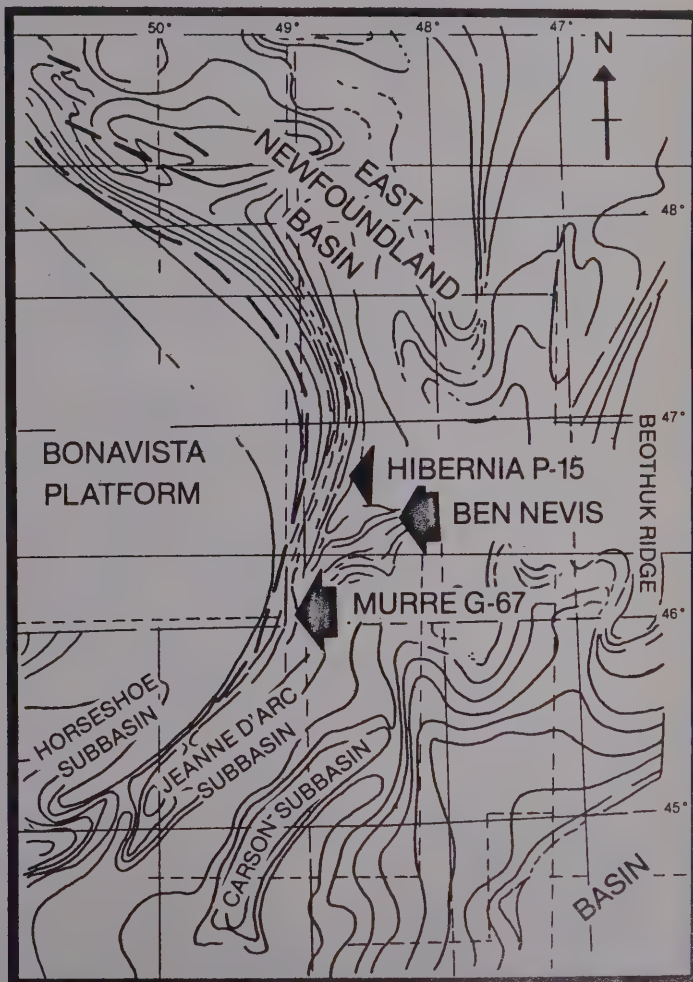 50°
49°
48°
47°
N
EAST
NEWFOUNDLAND
BASIN
48°
47°
BONAVISTA
PLATFORM
HIBERNIA P-15
BEN NEVIS
BEOTHUK RIDGE
MURRE G-67
46°
HORSESHOE
SUBBASIN
JEANNE D'ARC
SUBBASIN
CARSON SUBBASIN
45°
BASIN